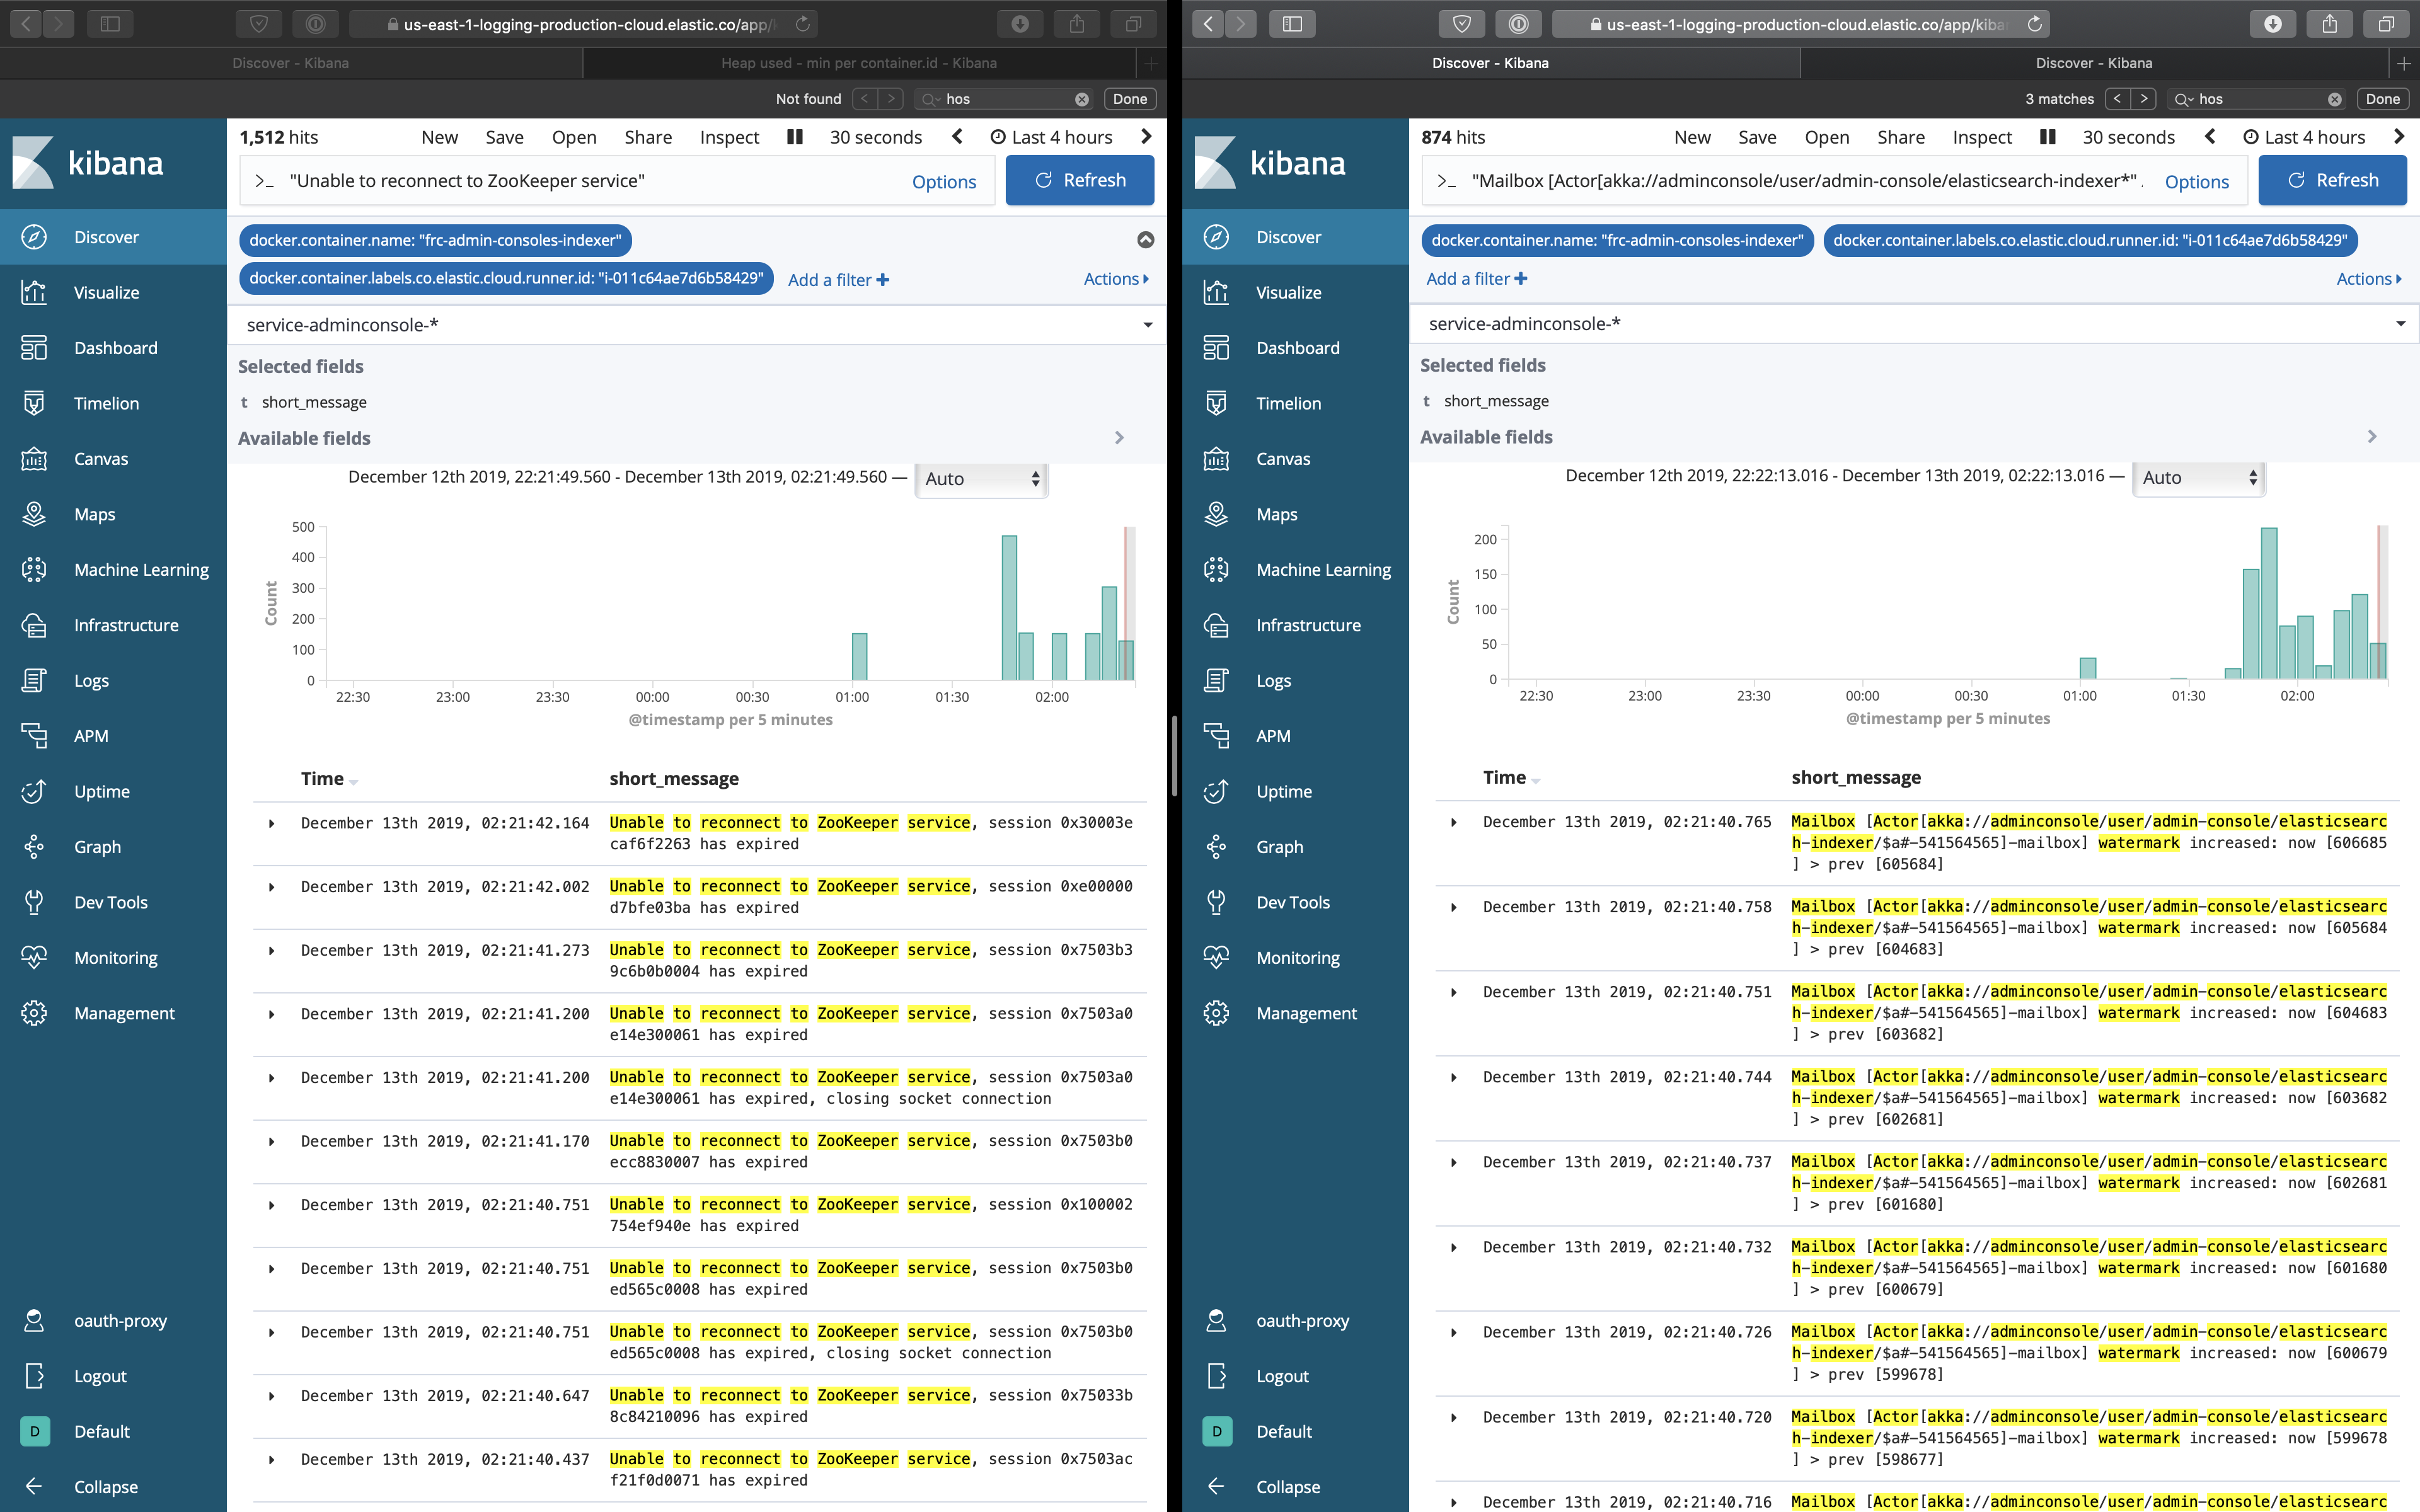 us-east-1-logging-production-cloud.elastic.co/app/k
Discover - Kibana
Heap used - min per container.id - Kibana
Not found
hos
Done
kibana
Discover
Visualize
Dashboard
Timelion
Canvas
Maps
Machine Learning
Infrastructure
Logs
APM
Uptime
Graph
Dev Tools
Monitoring
Management
oauth-proxy
Logout
D Default
Collapse
1,512 hits New Save Open Share Inspect 30 seconds Last 4 hours
>_ "Unable to reconnect to ZooKeeper service" Options Refresh
docker.container.name: "frc-admin-consoles-indexer"
docker.container.labels.co.elastic.cloud.runner.id: "i-011c64ae7d6b58429" Add a filter + Actions
service-adminconsole-*
Selected fields
t short_message
Available fields
December 12th 2019, 22:21:49.560 - December 13th 2019, 02:21:49.560 — Auto
500
400
300
200
100
0
Count
22:30 23:00 23:30 00:00 00:30 01:00 01:30 02:00
@timestamp per 5 minutes
Time short_message
December 13th 2019, 02:21:42.164 Unable to reconnect to ZooKeeper service, session 0x30003e
caf6f2263 has expired
December 13th 2019, 02:21:42.002 Unable to reconnect to ZooKeeper service, session 0xe00000
d7bfe03ba has expired
December 13th 2019, 02:21:41.273 Unable to reconnect to ZooKeeper service, session 0x7503b3
9c6b0b0004 has expired
December 13th 2019, 02:21:41.200 Unable to reconnect to ZooKeeper service, session 0x7503a0
e14e300061 has expired
December 13th 2019, 02:21:41.200 Unable to reconnect to ZooKeeper service, session 0x7503a0
e14e300061 has expired, closing socket connection
December 13th 2019, 02:21:41.170 Unable to reconnect to ZooKeeper service, session 0x7503b0
ecc8830007 has expired
December 13th 2019, 02:21:40.751 Unable to reconnect to ZooKeeper service, session 0x100002
754ef940e has expired
December 13th 2019, 02:21:40.751 Unable to reconnect to ZooKeeper service, session 0x7503b0
ed565c0008 has expired
December 13th 2019, 02:21:40.751 Unable to reconnect to ZooKeeper service, session 0x7503b0
ed565c0008 has expired, closing socket connection
December 13th 2019, 02:21:40.647 Unable to reconnect to ZooKeeper service, session 0x75033b
8c84210096 has expired
December 13th 2019, 02:21:40.437 Unable to reconnect to ZooKeeper service, session 0x7503ac
f21f0d0071 has expired
us-east-1-logging-production-cloud.elastic.co/app/kiba
Discover - Kibana
Discover - Kibana
3 matches
hos
Done
kibana
Discover
Visualize
Dashboard
Timelion
Canvas
Maps
Machine Learning
Infrastructure
Logs
APM
Uptime
Graph
Dev Tools
Monitoring
Management
oauth-proxy
Logout
D Default
Collapse
874 hits New Save Open Share Inspect 30 seconds Last 4 hours
>_ "Mailbox [Actor[akka://adminconsole/user/admin-console/elasticsearch-indexer*" Options Refresh
docker.container.name: "frc-admin-consoles-indexer" docker.container.labels.co.elastic.cloud.runner.id: "i-011c64ae7d6b58429"
Add a filter + Actions
service-adminconsole-*
Selected fields
t short_message
Available fields
December 12th 2019, 22:22:13.016 - December 13th 2019, 02:22:13.016 — Auto
200
150
100
50
0
Count
22:30 23:00 23:30 00:00 00:30 01:00 01:30 02:00
@timestamp per 5 minutes
Time short_message
December 13th 2019, 02:21:40.765 Mailbox [Actor[akka://adminconsole/user/admin-console/elasticsearc
h-indexer/$a#-541564565]-mailbox] watermark increased: now [606685
] > prev [605684]
December 13th 2019, 02:21:40.758 Mailbox [Actor[akka://adminconsole/user/admin-console/elasticsearc
h-indexer/$a#-541564565]-mailbox] watermark increased: now [605684
] > prev [604683]
December 13th 2019, 02:21:40.751 Mailbox [Actor[akka://adminconsole/user/admin-console/elasticsearc
h-indexer/$a#-541564565]-mailbox] watermark increased: now [604683
] > prev [603682]
December 13th 2019, 02:21:40.744 Mailbox [Actor[akka://adminconsole/user/admin-console/elasticsearc
h-indexer/$a#-541564565]-mailbox] watermark increased: now [603682
] > prev [602681]
December 13th 2019, 02:21:40.737 Mailbox [Actor[akka://adminconsole/user/admin-console/elasticsearc
h-indexer/$a#-541564565]-mailbox] watermark increased: now [602681
] > prev [601680]
December 13th 2019, 02:21:40.732 Mailbox [Actor[akka://adminconsole/user/admin-console/elasticsearc
h-indexer/$a#-541564565]-mailbox] watermark increased: now [601680
] > prev [600679]
December 13th 2019, 02:21:40.726 Mailbox [Actor[akka://adminconsole/user/admin-console/elasticsearc
h-indexer/$a#-541564565]-mailbox] watermark increased: now [600679
] > prev [599678]
December 13th 2019, 02:21:40.720 Mailbox [Actor[akka://adminconsole/user/admin-console/elasticsearc
h-indexer/$a#-541564565]-mailbox] watermark increased: now [599678
] > prev [598677]
December 13th 2019, 02:21:40.716 Mailbox [Actor[akka://adminconsole/user/admin-console/elasticsearc